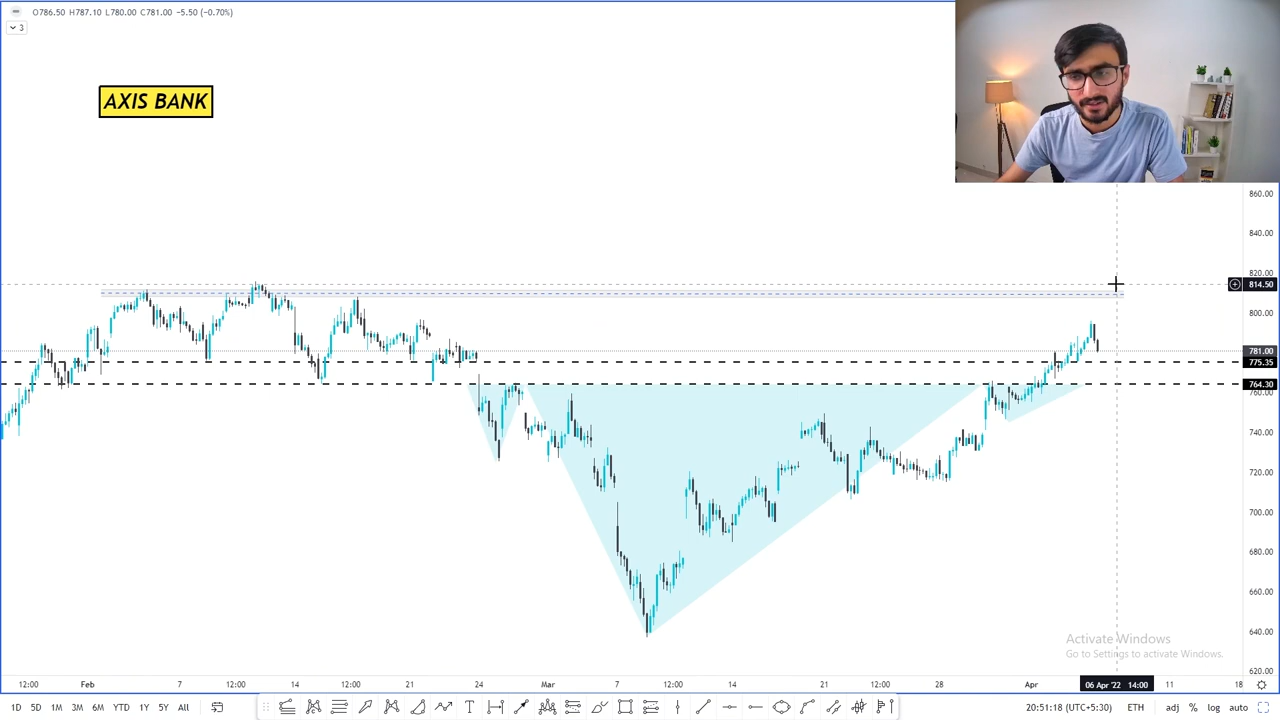 O786.50 H787.10 L780.00 C781.00 −5.50 (−0.70%)
3
AXIS BANK
860.00
840.00
820.00
814.50
800.00
781.00
775.35
764.30
760.00
740.00
720.00
700.00
680.00
660.00
640.00
620.00
Activate Windows
Go to Settings to activate Windows.
12:00 Feb 7 12:00 14 12:00 21 24 Mar 7 12:00 14 21 12:00 28 Apr 06 Apr '22 14:00 11 18
1D 5D 1M 3M 6M YTD 1Y 5Y All
20:51:18 (UTC+5:30) ETH adj % log auto